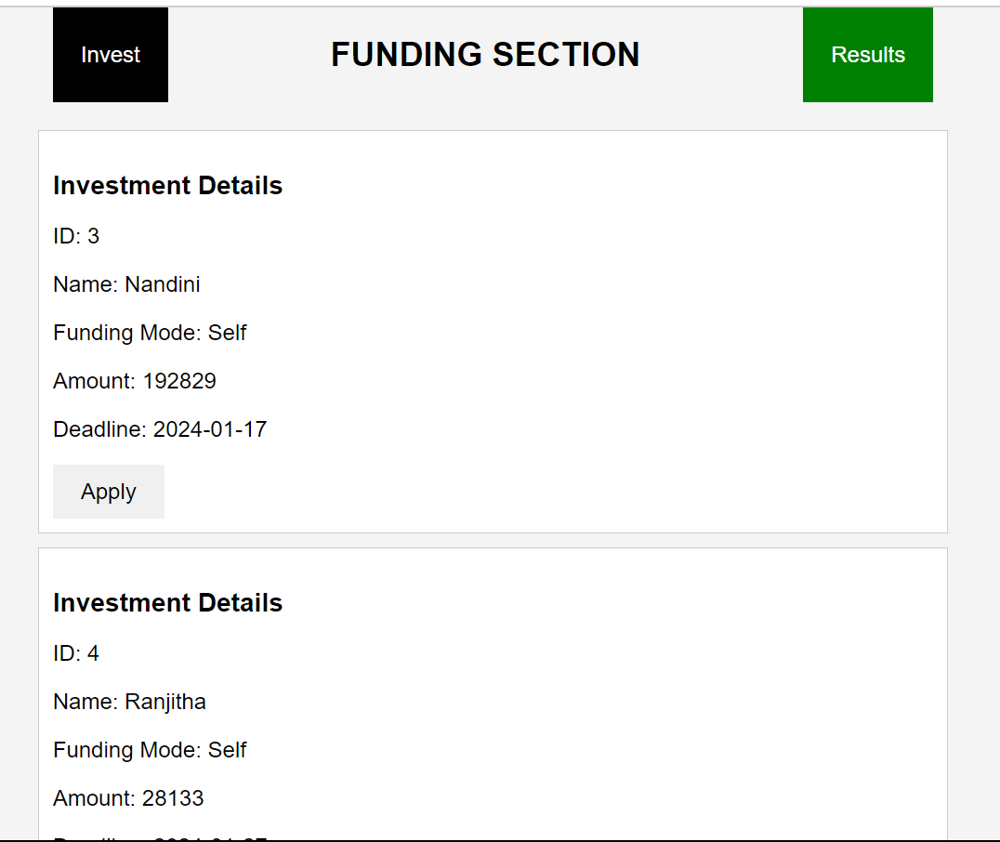 Invest
FUNDING SECTION
Results
Investment Details
ID: 3
Name: Nandini
Funding Mode: Self
Amount: 192829
Deadline: 2024-01-17
Apply
Investment Details
ID: 4
Name: Ranjitha
Funding Mode: Self
Amount: 28133